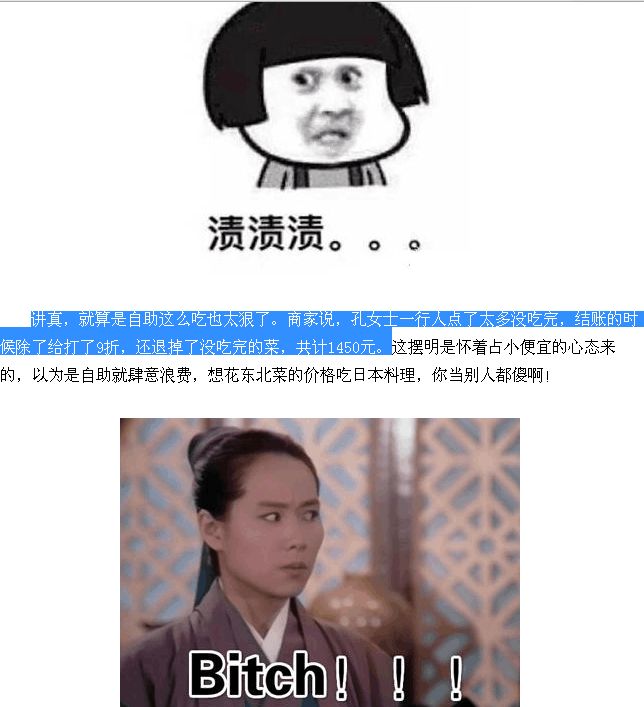 渍渍渍。。。
讲真，就算是自助这么吃也太狠了。商家说，孔女士一行人点了太多没吃完，结账的时
候除了给打了9折，还退掉了没吃完的菜，共计1450元。这摆明是怀着占小便宜的心态来
的，以为是自助就肆意浪费，想花东北菜的价格吃日本料理，你当别人都傻啊!
Bitch！！！